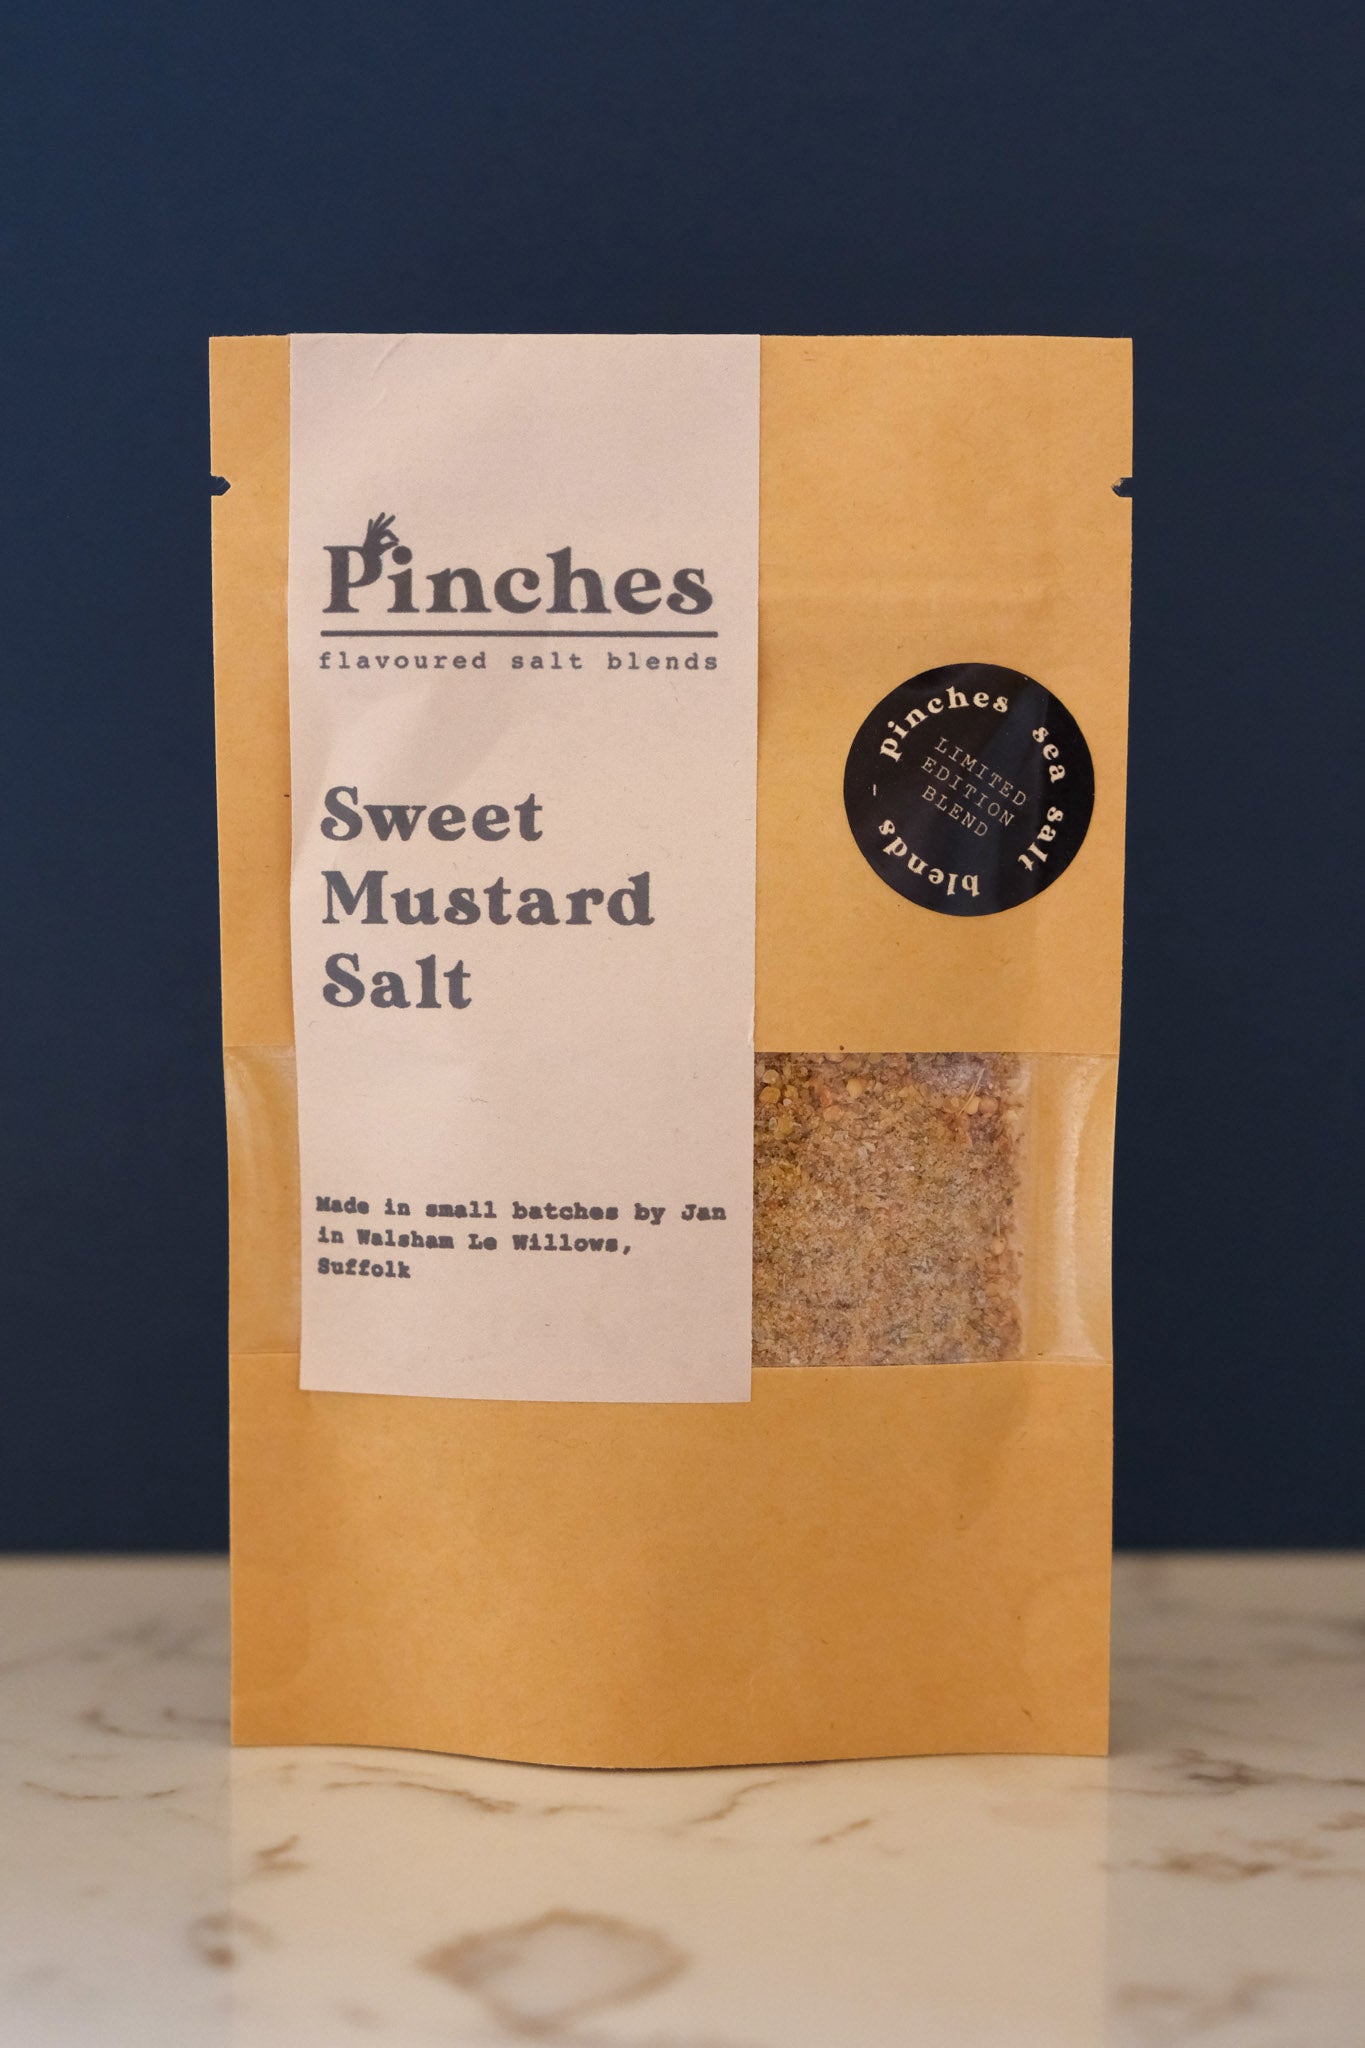 Pinches
flavoured salt blends
Sweet
Mustard
Salt
Made in small batches by Jan
in Walsham Le Willows,
Suffolk
pinches sea salt blends -
LIMITED
EDITION
BLEND